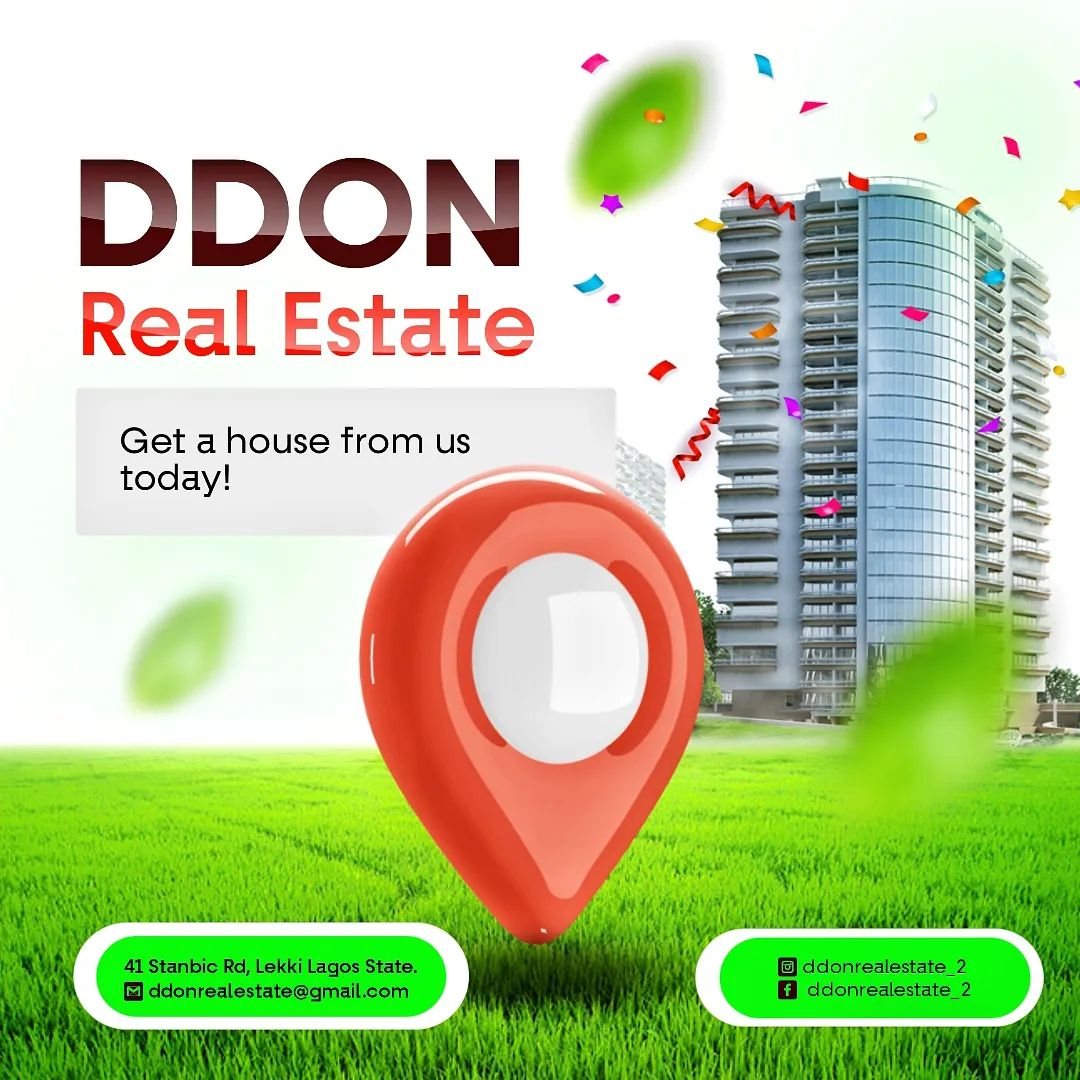 DDON
Real Estate
Get a house from us
today!
41 Stanbic Rd, Lekki Lagos State.
ddonrealestate@gmail.com
ddonrealestate_2
ddonrealestate_2